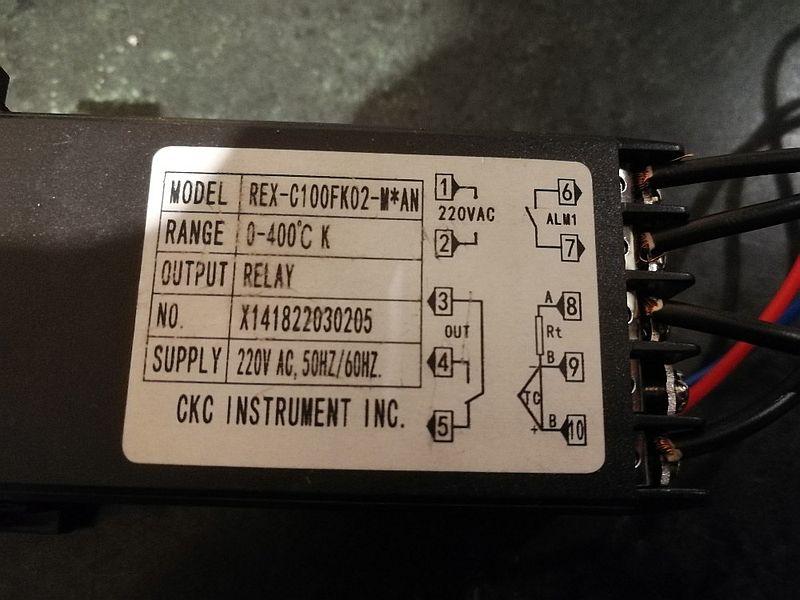 MODEL REX-C100FK02-M*AN
RANGE 0-400℃ K
OUTPUT RELAY
NO. X141822030205
SUPPLY 220V AC, 50HZ/60HZ.
CKC INSTRUMENT INC.
1
220VAC
2
3
OUT
4
5
6
ALM1
7
A 8
Rt
- B 9
TC
+ B 10